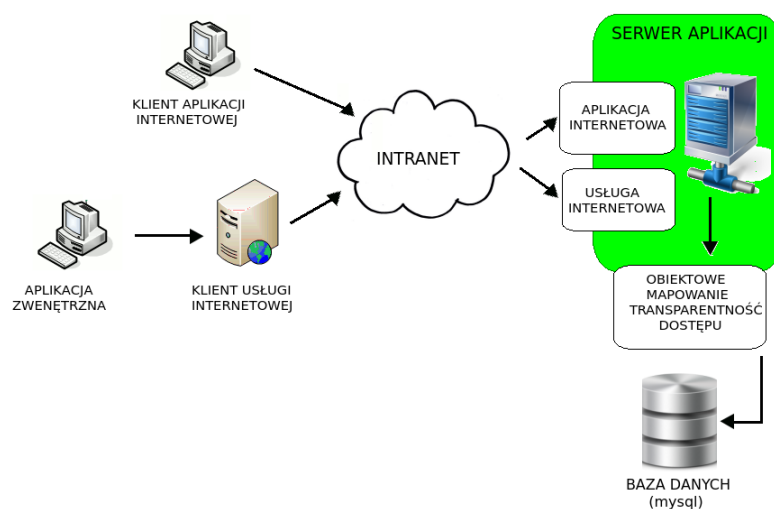 SERWER APLIKACJI
KLIENT APLIKACJI
INTERNETOWEJ
INTRANET
APLIKACJA
INTERNETOWA
USŁUGA
INTERNETOWA
APLIKACJA
ZWENĘTRZNA
KLIENT USŁUGI
INTERNETOWEJ
OBIEKTOWE
MAPOWANIE
TRANSPARENTNOŚĆ
DOSTĘPU
BAZA DANYCH
(mysql)